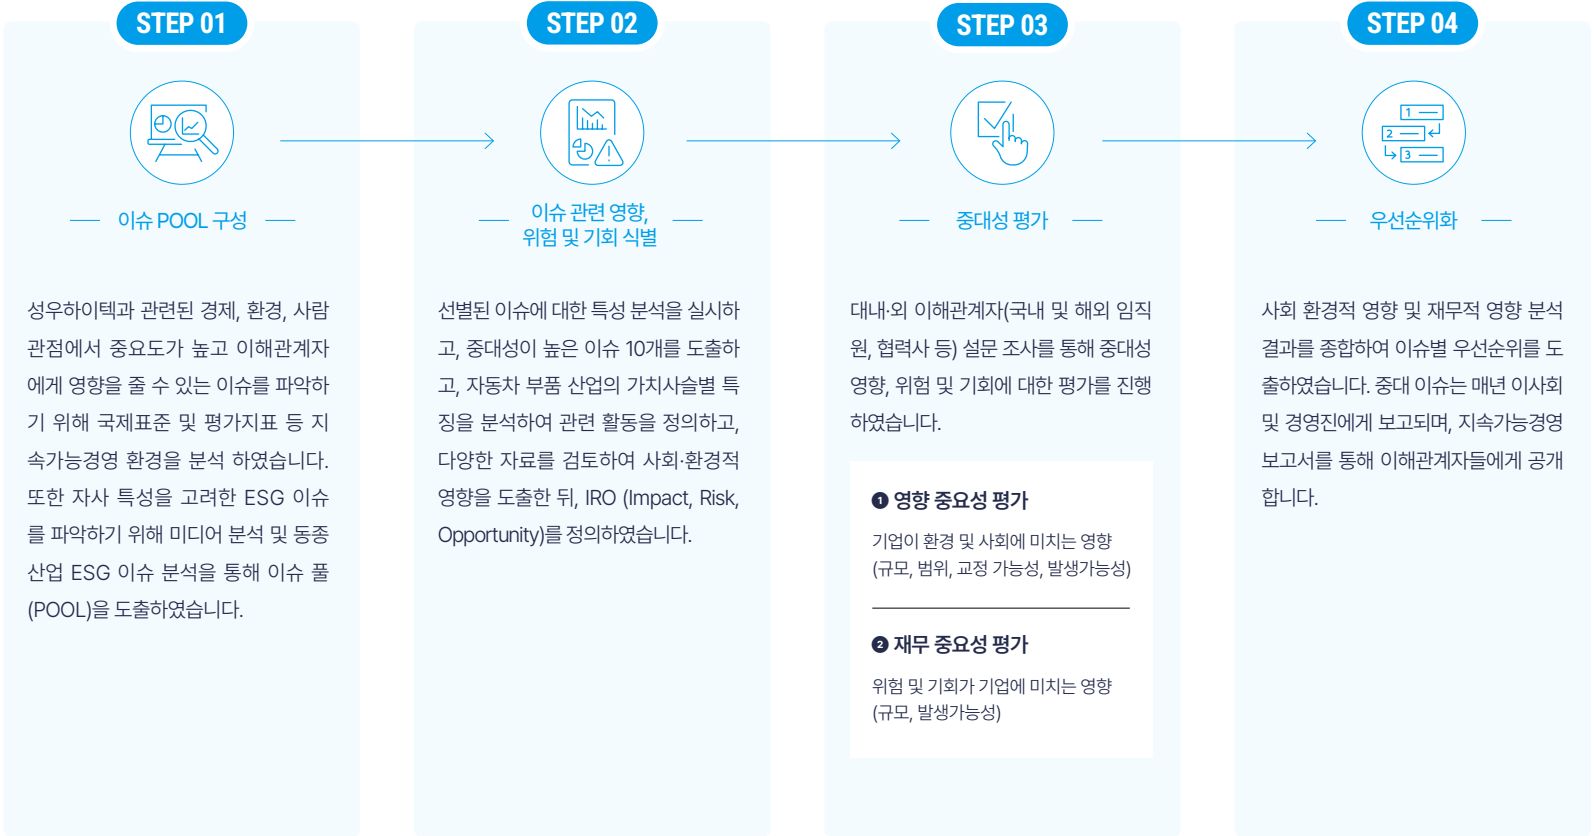 STEP 01
이슈 POOL 구성
성우하이텍과 관련된 경제, 환경, 사람
관점에서 중요도가 높고 이해관계자
에게 영향을 줄 수 있는 이슈를 파악하
기 위해 국제표준 및 평가지표 등 지
속가능경영 환경을 분석 하였습니다.
또한 자사 특성을 고려한 ESG 이슈
를 파악하기 위해 미디어 분석 및 동종
산업 ESG 이슈 분석을 통해 이슈 풀
(POOL)을 도출하였습니다.
STEP 02
이슈 관련 영향,
위험 및 기회 식별
선별된 이슈에 대한 특성 분석을 실시하
고, 중대성이 높은 이슈 10개를 도출하
고, 자동차 부품 산업의 가치사슬별 특
징을 분석하여 관련 활동을 정의하고,
다양한 자료를 검토하여 사회·환경적
영향을 도출한 뒤, IRO (Impact, Risk,
Opportunity)를 정의하였습니다.
STEP 03
중대성 평가
대내·외 이해관계자(국내 및 해외 임직
원, 협력사 등) 설문 조사를 통해 중대성
영향, 위험 및 기회에 대한 평가를 진행
하였습니다.
❶ 영향 중요성 평가
기업이 환경 및 사회에 미치는 영향
(규모, 범위, 교정 가능성, 발생가능성)
❷ 재무 중요성 평가
위험 및 기회가 기업에 미치는 영향
(규모, 발생가능성)
STEP 04
1
2
3
우선순위화
사회 환경적 영향 및 재무적 영향 분석
결과를 종합하여 이슈별 우선순위를 도
출하였습니다. 중대 이슈는 매년 이사회
및 경영진에게 보고되며, 지속가능경영
보고서를 통해 이해관계자들에게 공개
합니다.